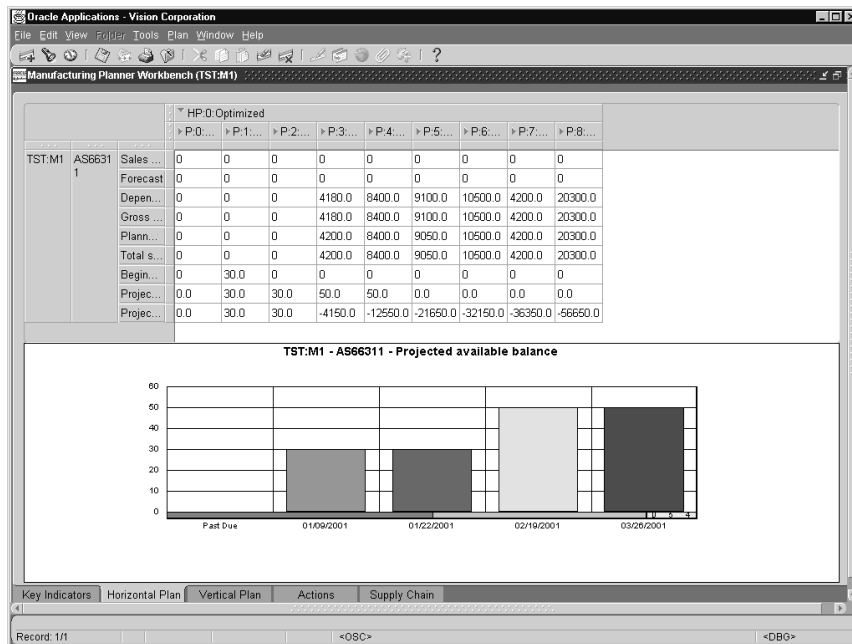 Oracle Applications - Vision Corporation
File Edit View Folder Tools Plan Window Help
Manufacturing Planner Workbench (TST:M1)
HP:0:Optimized
P:0:... P:1:... P:2:... P:3:... P:4:... P:5:... P:6:... P:7:... P:8:...
TST:M1 AS66311 Sales ... 0 0 0 0 0 0 0 0 0
Forecast 0 0 0 0 0 0 0 0 0
Depen... 0 0 0 4180.0 8400.0 9100.0 10500.0 4200.0 20300.0
Gross ... 0 0 0 4180.0 8400.0 9100.0 10500.0 4200.0 20300.0
Plann... 0 0 0 4200.0 8400.0 9050.0 10500.0 4200.0 20300.0
Total s... 0 0 0 4200.0 8400.0 9050.0 10500.0 4200.0 20300.0
Begin... 0 30.0 0 0 0 0 0 0 0
Projec... 0.0 30.0 30.0 50.0 50.0 0.0 0.0 0.0 0.0
Projec... 0.0 30.0 30.0 -4150.0 -12550.0 -21650.0 -32150.0 -36350.0 -56650.0
TST:M1 - AS66311 - Projected available balance
60
50
40
30
20
10
0
Past Due 01/09/2001 01/22/2001 02/19/2001 03/26/2001
Key Indicators Horizontal Plan Vertical Plan Actions Supply Chain
Record: 1/1 <OSC> <DBG>